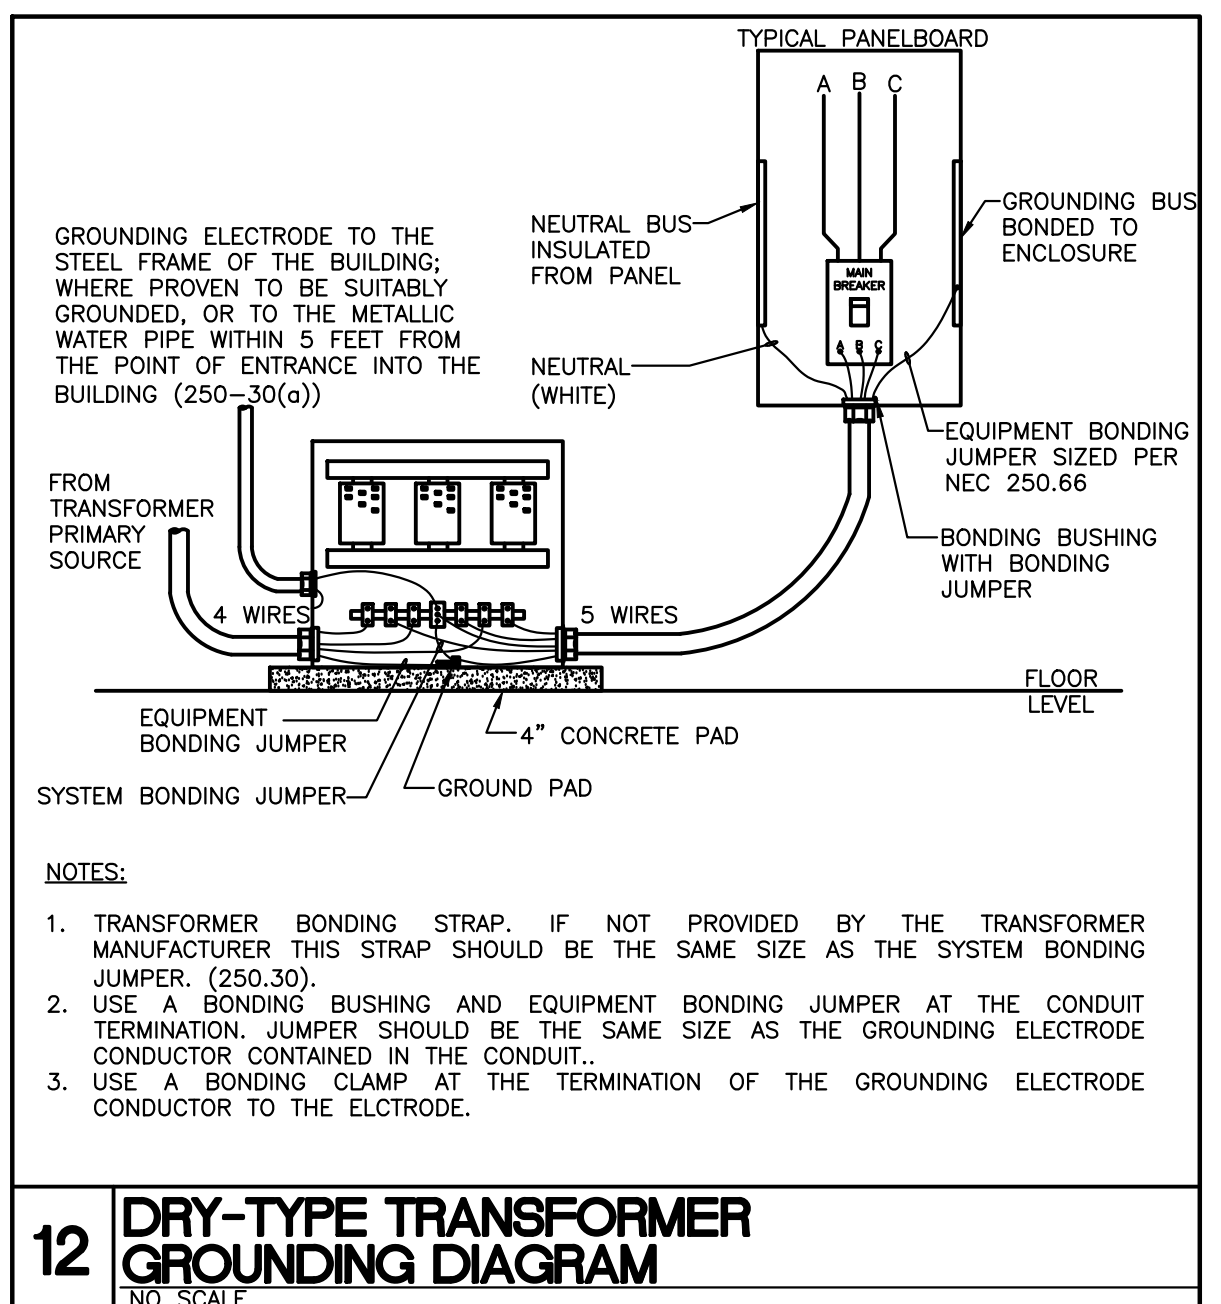 TYPICAL PANELBOARD
A B C
NEUTRAL BUS
INSULATED
FROM PANEL
GROUNDING BUS
BONDED TO
ENCLOSURE
MAIN
BREAKER
A B C
NEUTRAL
(WHITE)
GROUNDING ELECTRODE TO THE
STEEL FRAME OF THE BUILDING;
WHERE PROVEN TO BE SUITABLY
GROUNDED, OR TO THE METALLIC
WATER PIPE WITHIN 5 FEET FROM
THE POINT OF ENTRANCE INTO THE
BUILDING (250-30(a))
EQUIPMENT BONDING
JUMPER SIZED PER
NEC 250.66
FROM
TRANSFORMER
PRIMARY
SOURCE
BONDING BUSHING
WITH BONDING
JUMPER
4 WIRES
5 WIRES
FLOOR
LEVEL
EQUIPMENT
BONDING JUMPER
4" CONCRETE PAD
SYSTEM BONDING JUMPER
GROUND PAD
NOTES:
1. TRANSFORMER BONDING STRAP. IF NOT PROVIDED BY THE TRANSFORMER
MANUFACTURER THIS STRAP SHOULD BE THE SAME SIZE AS THE SYSTEM BONDING
JUMPER. (250.30).
2. USE A BONDING BUSHING AND EQUIPMENT BONDING JUMPER AT THE CONDUIT
TERMINATION. JUMPER SHOULD BE THE SAME SIZE AS THE GROUNDING ELECTRODE
CONDUCTOR CONTAINED IN THE CONDUIT..
3. USE A BONDING CLAMP AT THE TERMINATION OF THE GROUNDING ELECTRODE
CONDUCTOR TO THE ELCTRODE.
12
DRY-TYPE TRANSFORMER
GROUNDING DIAGRAM
NO SCALE